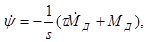 ψ̇ = −1/s (τṀ_Д + M_Д),